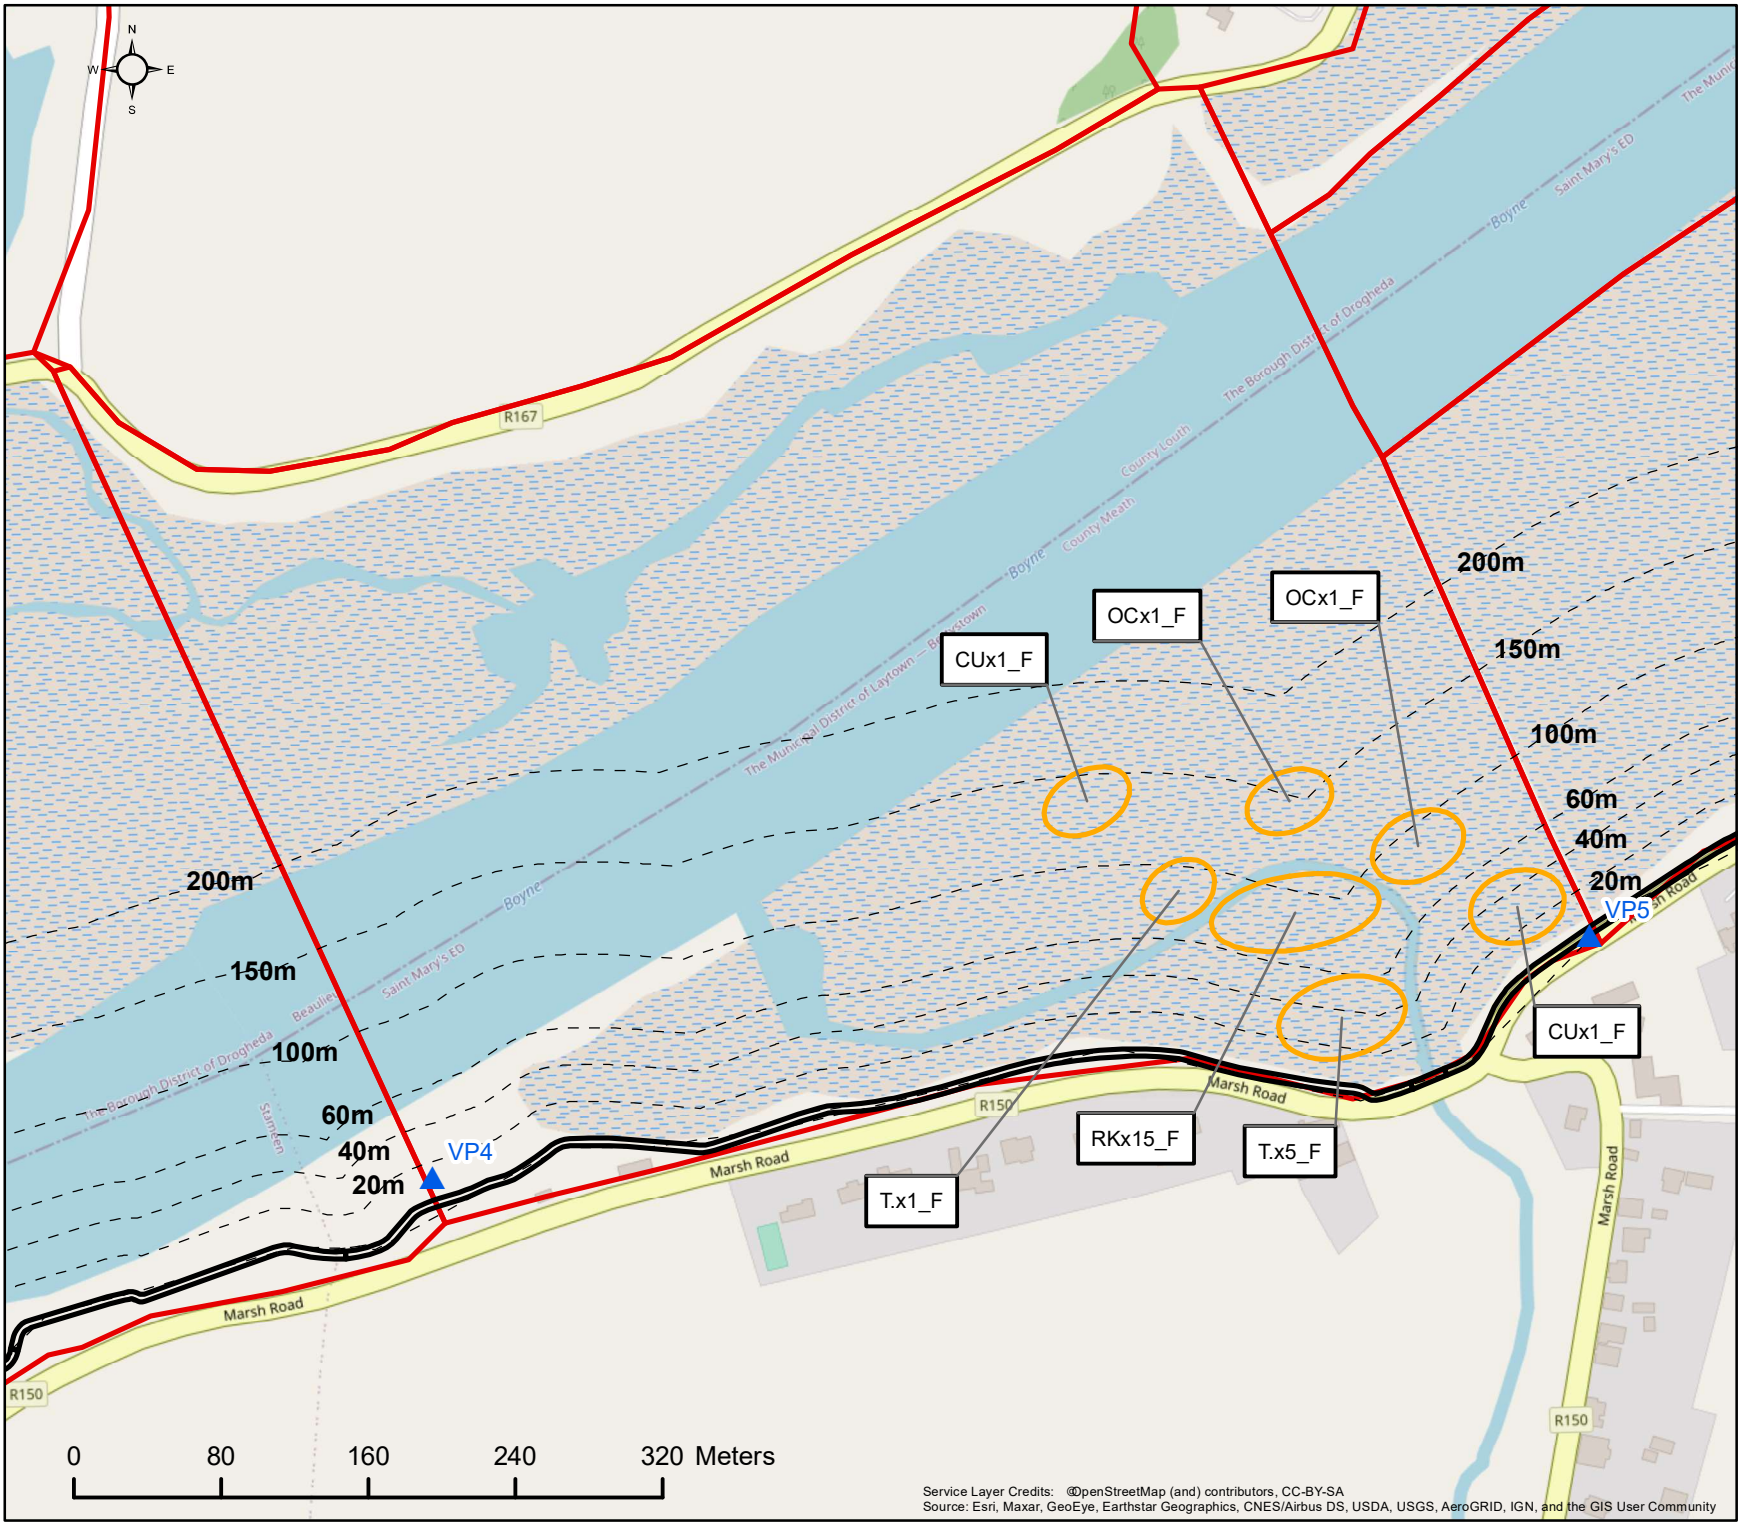 N
W E
S
The Munic
Saint Mary's ED
Boyne
The Borough District of Drogheda
R167
County Louth
County Meath
Boyne
200m
OCx1_F
OCx1_F
CUx1_F
150m
The Municipal District of Laytown — Bettystown
100m
60m
40m
20m
Marsh Road
VP5
200m
Boyne
150m
Saint Mary's ED
Beaulieu
100m
The Borough District of Drogheda
Stameen
60m
40m
20m
VP4
CUx1_F
Marsh Road
R150
RKx15_F
T.x5_F
Marsh Road
T.x1_F
Marsh Road
Marsh Road
R150
R150
0 80 160 240 320 Meters
Service Layer Credits: ©OpenStreetMap (and) contributors, CC-BY-SA
Source: Esri, Maxar, GeoEye, Earthstar Geographics, CNES/Airbus DS, USDA, USGS, AeroGRID, IGN, and the GIS User Community